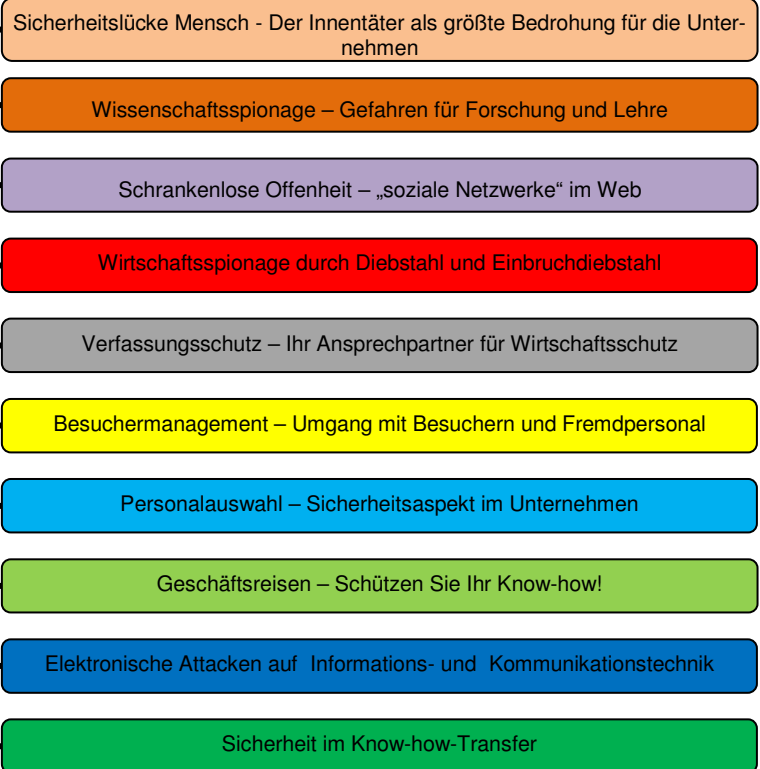 Sicherheitslücke Mensch - Der Innentäter als größte Bedrohung für die Unter-
nehmen
Wissenschaftsspionage – Gefahren für Forschung und Lehre
Schrankenlose Offenheit – „soziale Netzwerke“ im Web
Wirtschaftsspionage durch Diebstahl und Einbruchdiebstahl
Verfassungsschutz – Ihr Ansprechpartner für Wirtschaftsschutz
Besuchermanagement – Umgang mit Besuchern und Fremdpersonal
Personalauswahl – Sicherheitsaspekt im Unternehmen
Geschäftsreisen – Schützen Sie Ihr Know-how!
Elektronische Attacken auf  Informations- und  Kommunikationstechnik
Sicherheit im Know-how-Transfer